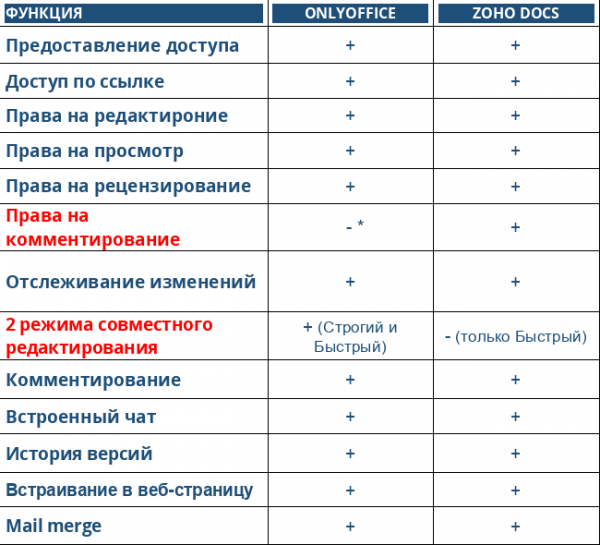 ФУНКЦИЯ ONLYOFFICE ZOHO DOCS
Предоставление доступа + +
Доступ по ссылке + +
Права на редактироние + +
Права на просмотр + +
Права на рецензирование + +
Права на
комментирование - * +
Отслеживание изменений + +
2 режима совместного
редактирования + (Строгий и
Быстрый) - (только Быстрый)
Комментирование + +
Встроенный чат + +
История версий + +
Встраивание в веб-страницу + +
Mail merge + +